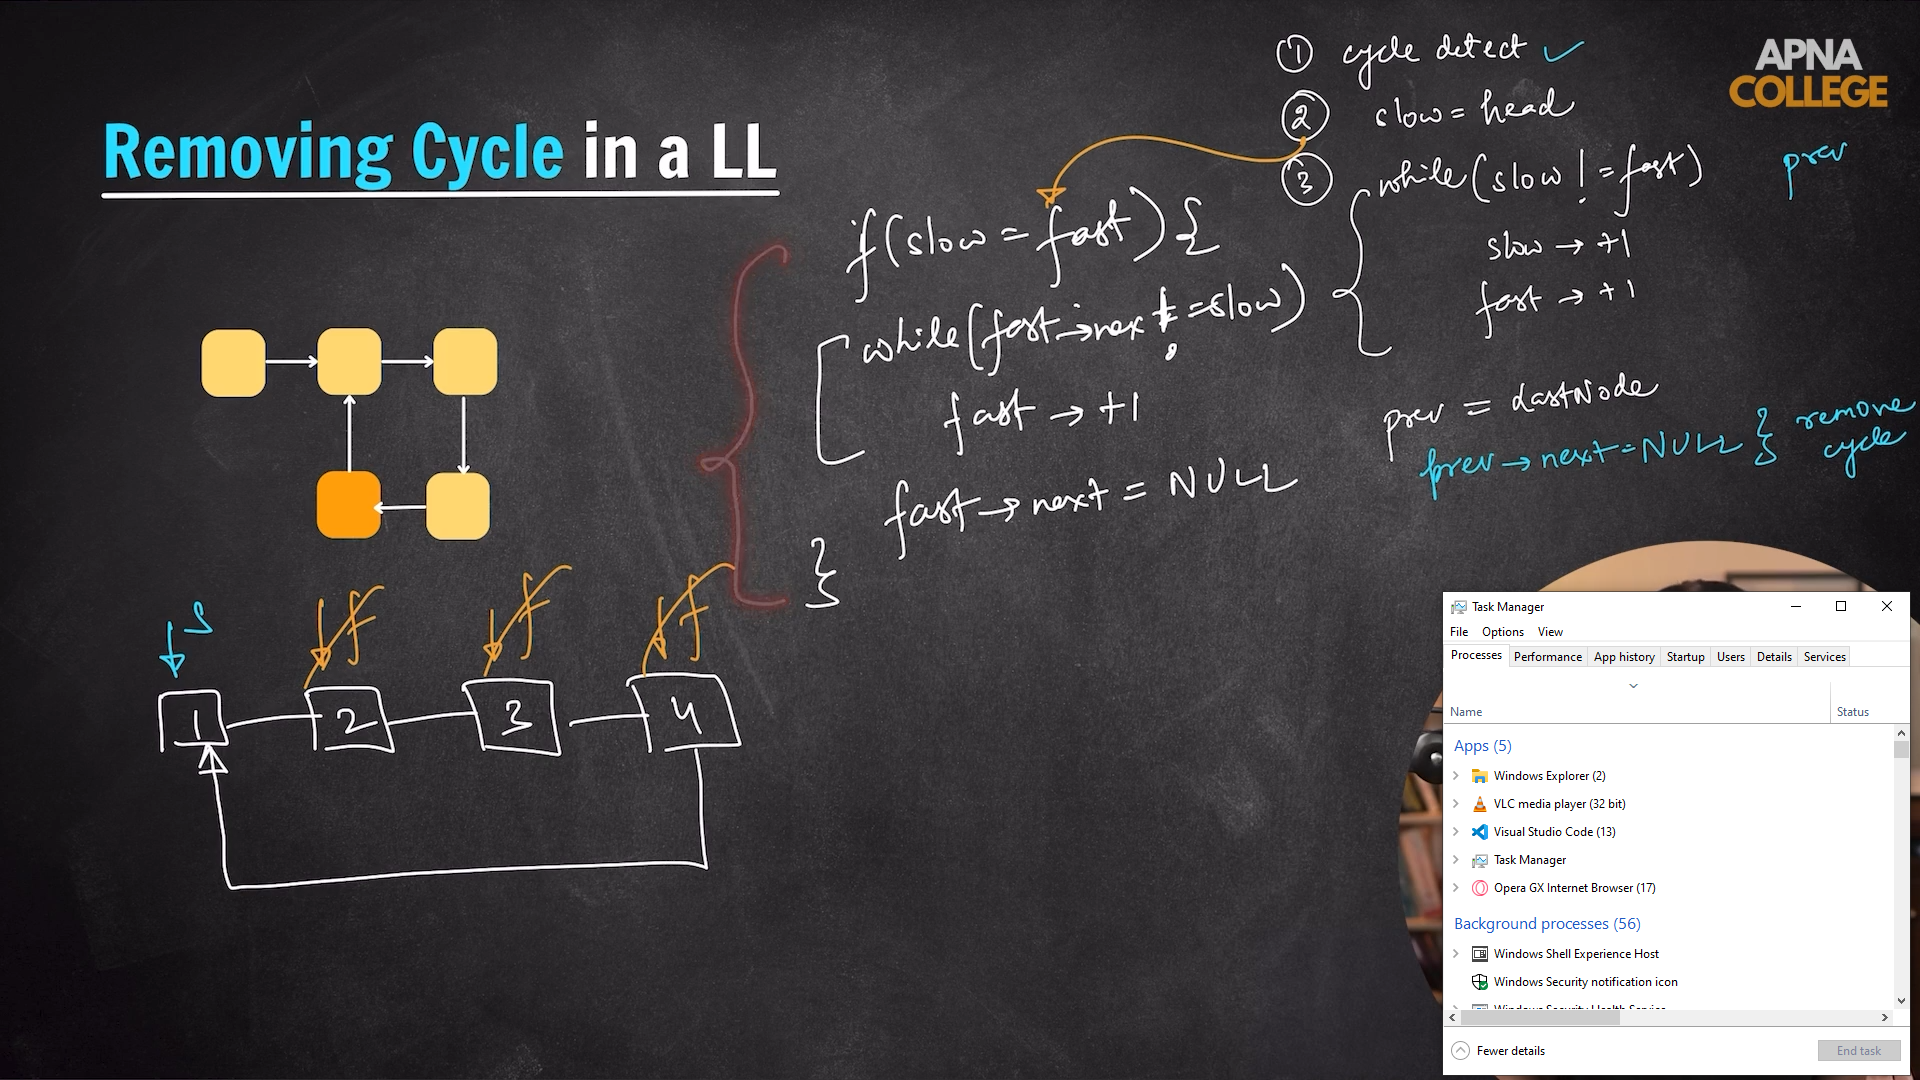 APNA
COLLEGE
Removing Cycle in a LL
① cycle detect ✓
② slow = head
③ while(slow != fast)
slow → +1
fast → +1
prev
prev = LastNode
prev → next = NULL } remove
cycle
if(slow = fast) {
while(fast → next != slow)
fast → +1
fast → next = NULL
}
s
f
f
f
1
2
3
4
Task Manager
File Options View
Processes Performance App history Startup Users Details Services
Name Status
Apps (5)
Windows Explorer (2)
VLC media player (32 bit)
Visual Studio Code (13)
Task Manager
Opera GX Internet Browser (17)
Background processes (56)
Windows Shell Experience Host
Windows Security notification icon
Windows Security Health Service
Fewer details
End task